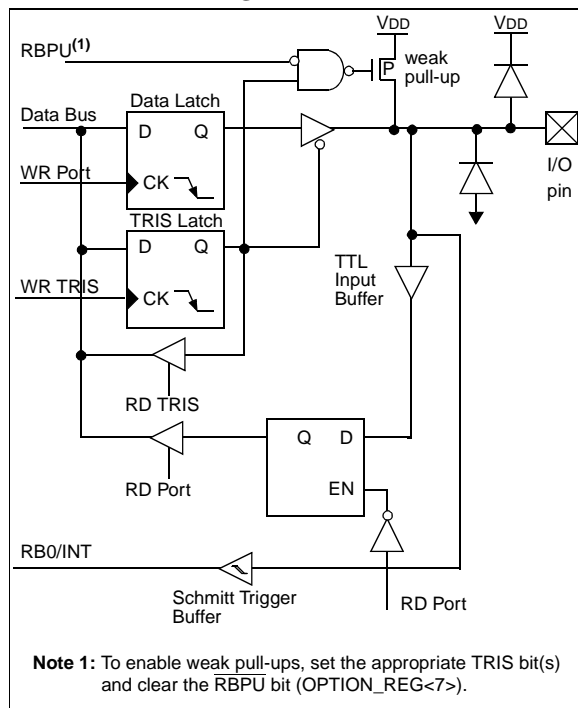 VDD
VDD
RBPU(1)
P
weak
pull-up
Data Latch
Data Bus
D
Q
WR Port
CK
I/O
pin
TRIS Latch
D
Q
TTL
Input
Buffer
WR TRIS
CK
RD TRIS
Q
D
RD Port
EN
RB0/INT
Schmitt Trigger
Buffer
RD Port
Note 1: To enable weak pull-ups, set the appropriate TRIS bit(s)
and clear the RBPU bit (OPTION_REG<7>).